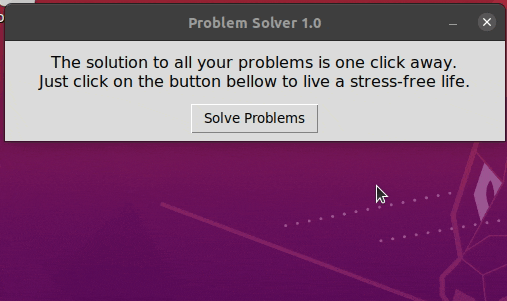 Problem Solver 1.0
The solution to all your problems is one click away.
Just click on the button bellow to live a stress-free life.
Solve Problems